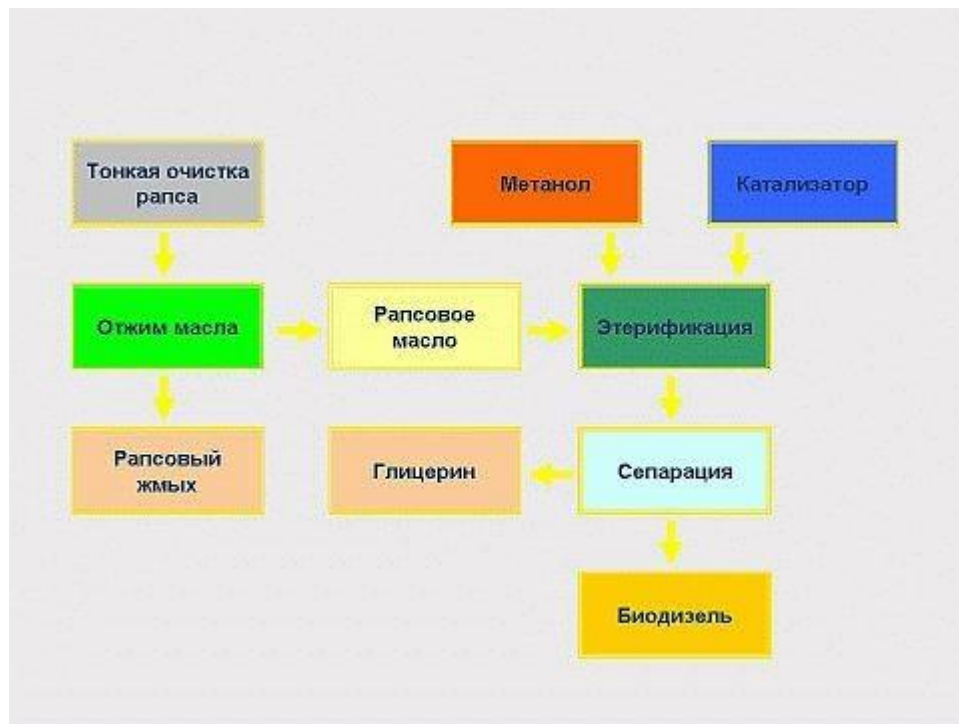 Тонкая очистка
рапса
Метанол
Катализатор
Отжим масла
Рапсовое
масло
Этерификация
Рапсовый
жмых
Глицерин
Сепарация
Биодизель